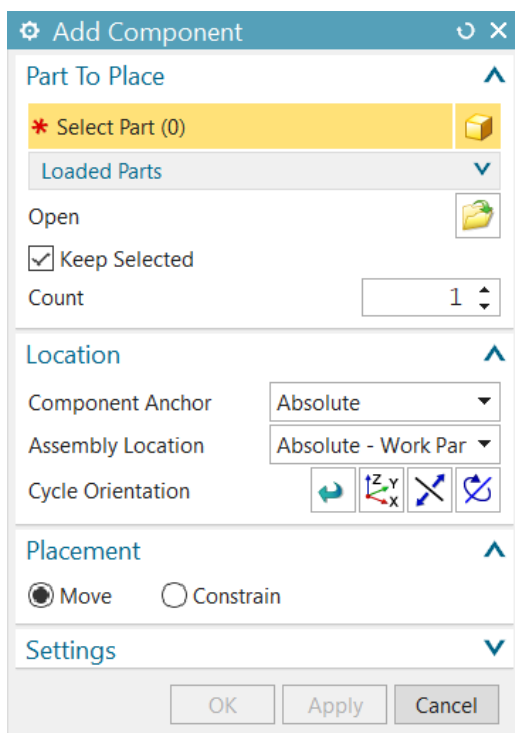 Add Component
Part To Place
* Select Part (0)
Loaded Parts
Open
Keep Selected
Count 1
Location
Component Anchor Absolute
Assembly Location Absolute - Work Par
Cycle Orientation Z Y X
Placement
Move Constrain
Settings
OK Apply Cancel